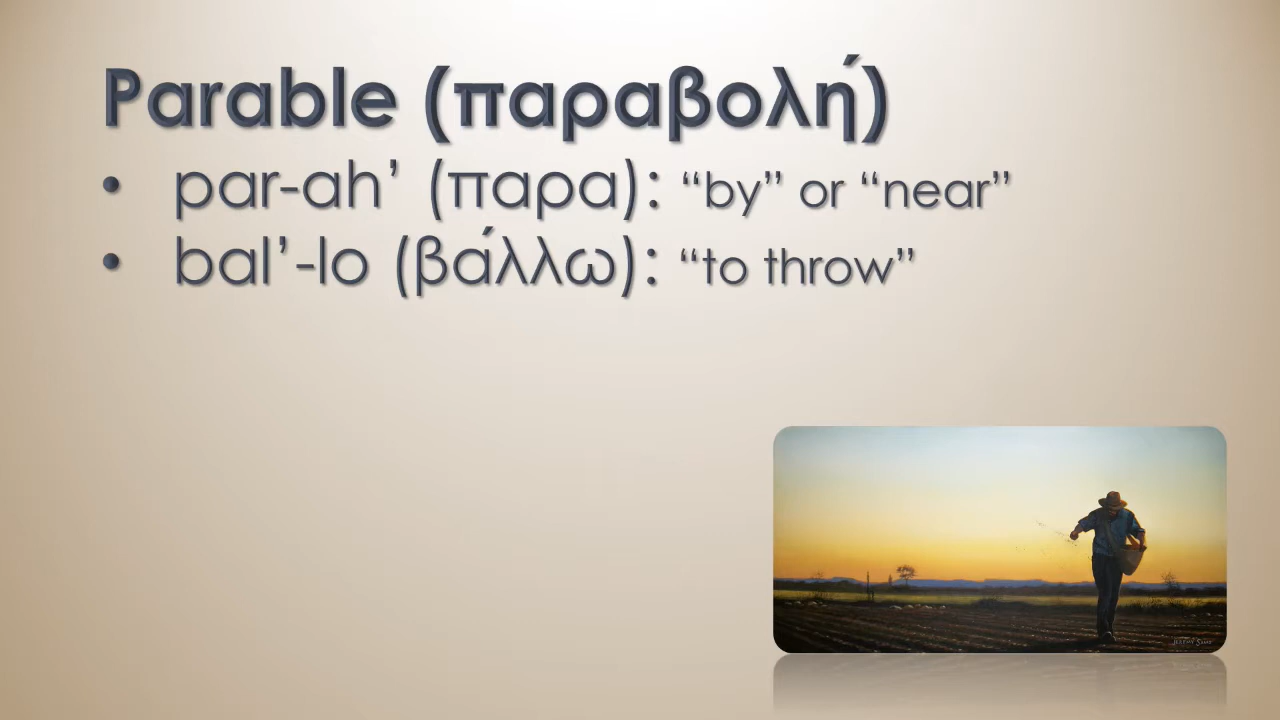 Parable (παραβολή)
• par-ah’ (παρα): “by” or “near”
• bal’-lo (βάλλω): “to throw”